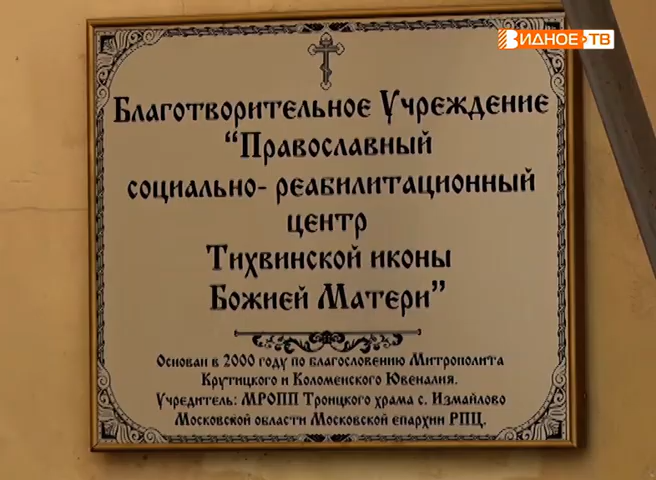 ВИДНОЕ ТВ
Благотворительное Учреждение
“Православный
социально- реабилитационный
центр
Тихвинской иконы
Божией Матери”
Основан в 2000 году по благословению Митрополита
Крутицкого и Коломенского Ювеналия.
Учредитель: МРОПП Троицкого храма с. Измайлово
Московской области Московской епархии РПЦ.